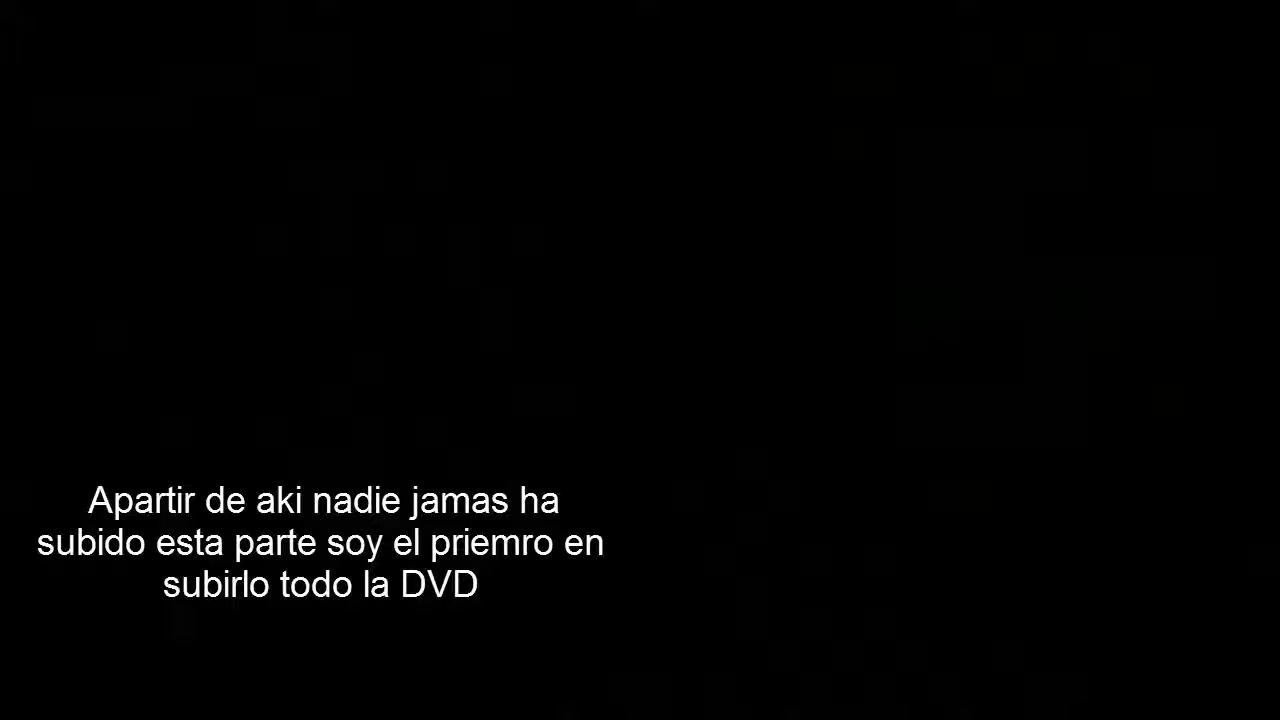 Apartir de aki nadie jamas ha
subido esta parte soy el priemro en
subirlo todo la DVD